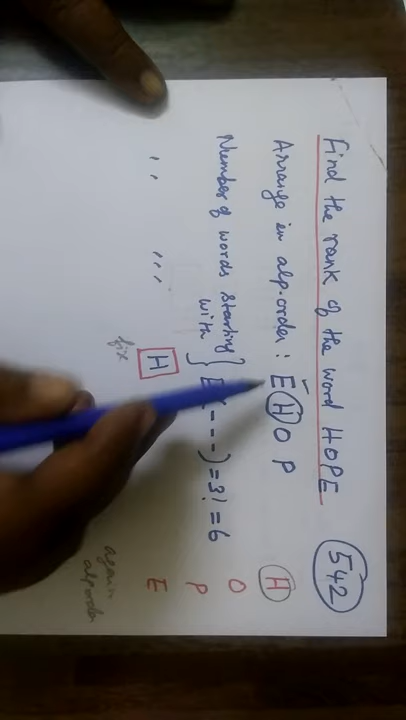 Find the rank of the word HOPE
542
Arrange in alp.order : E H O P
H
O
P
E
again
alp order
Number of words starting
with } E (- - -) = 3! = 6
" "' H
fix